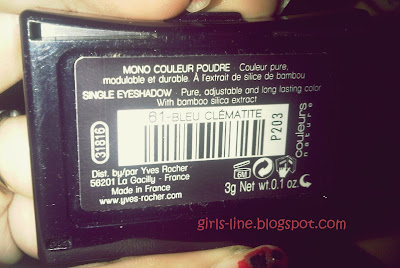 MONO COULEUR POUDRE - Couleur pure,
modulable et durable. À l'extrait de silice de bambou
SINGLE EYESHADOW - Pure, adjustable and long lasting color
With bamboo silica extract
61-BLEU CLÉMATITE
31816
P203
couleurs
nature
Dist. by/par Yves Rocher
56201 La Gacilly - France
Made in France
www.yves-rocher.com
6M
3g Net wt.0.1 oz.
girls-line.blogspot.com